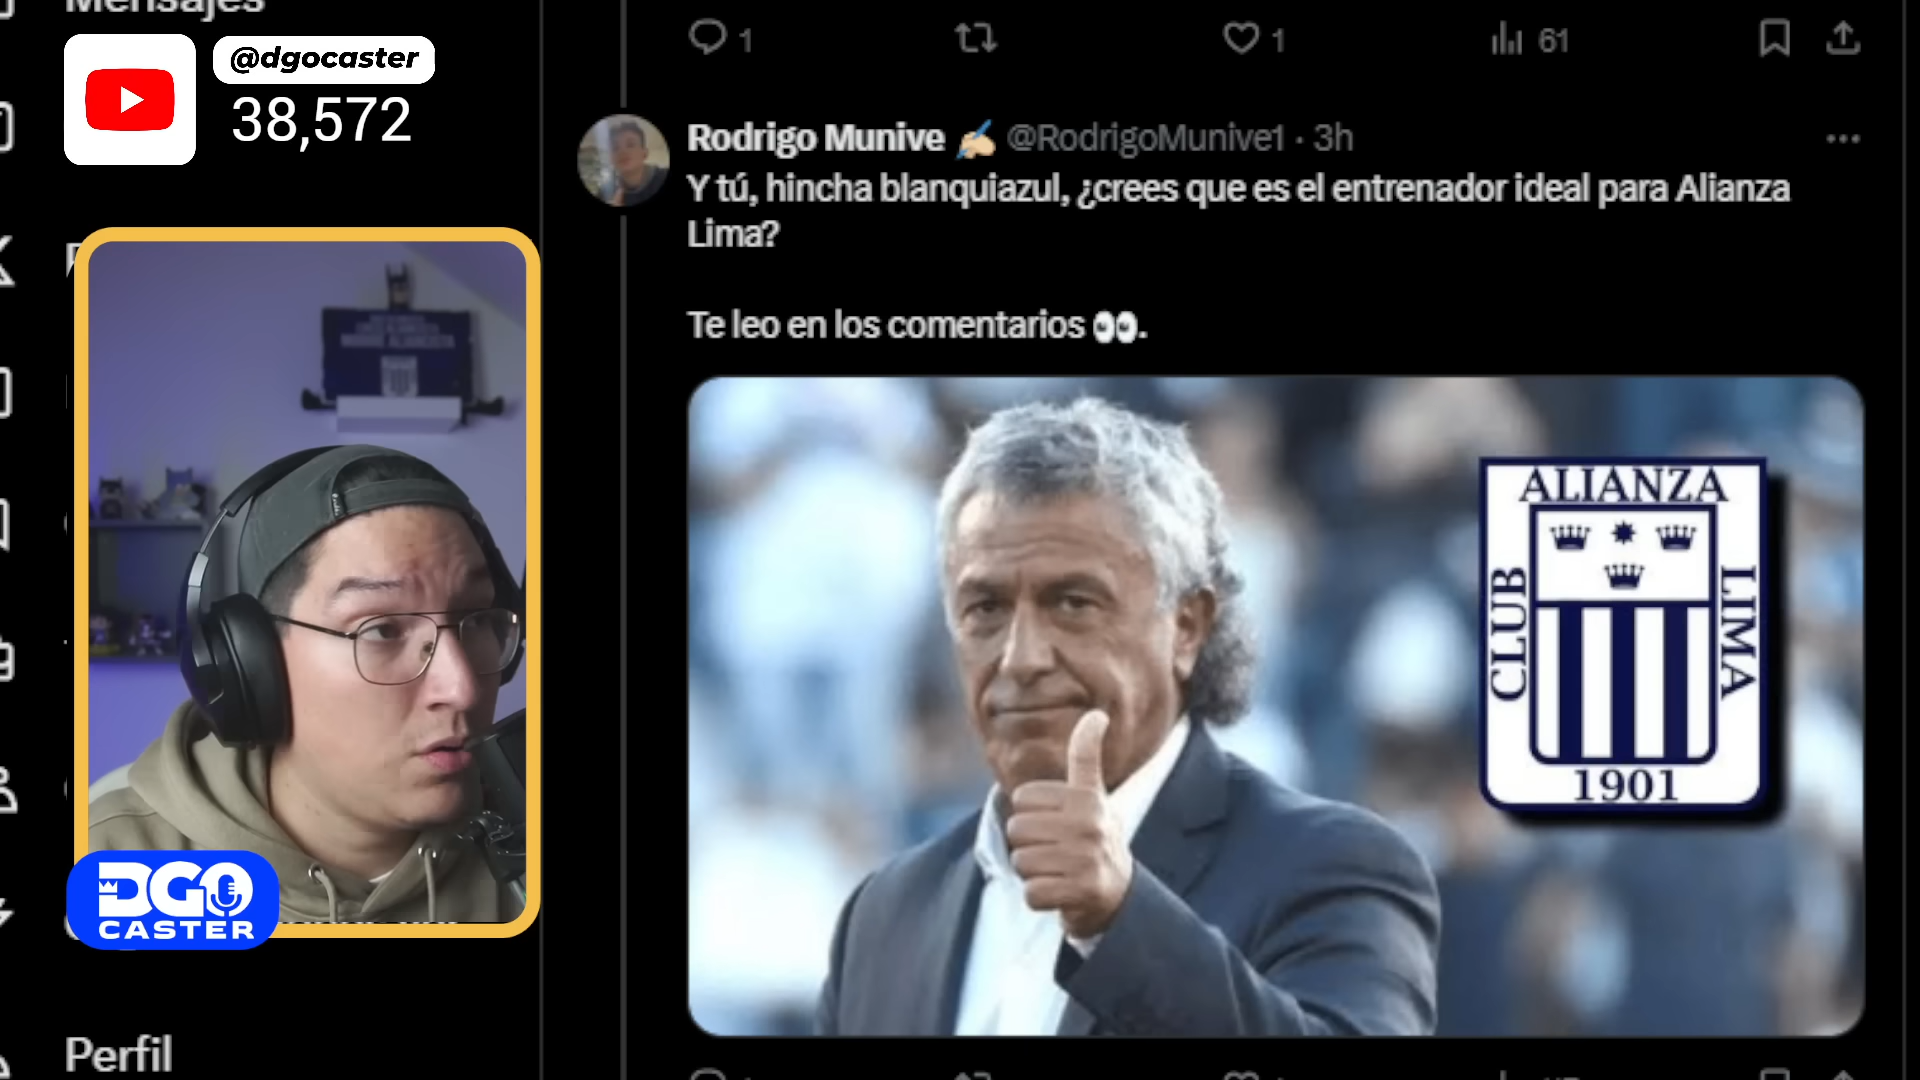 Mensajes
@dgocaster
38,572
1
1
61
Rodrigo Munive @RodrigoMunive1 · 3h
Y tú, hincha blanquiazul, ¿crees que es el entrenador ideal para Alianza
Lima?
Te leo en los comentarios 👀.
ALIANZA
CLUB
LIMA
1901
DGO
CASTER
Perfil